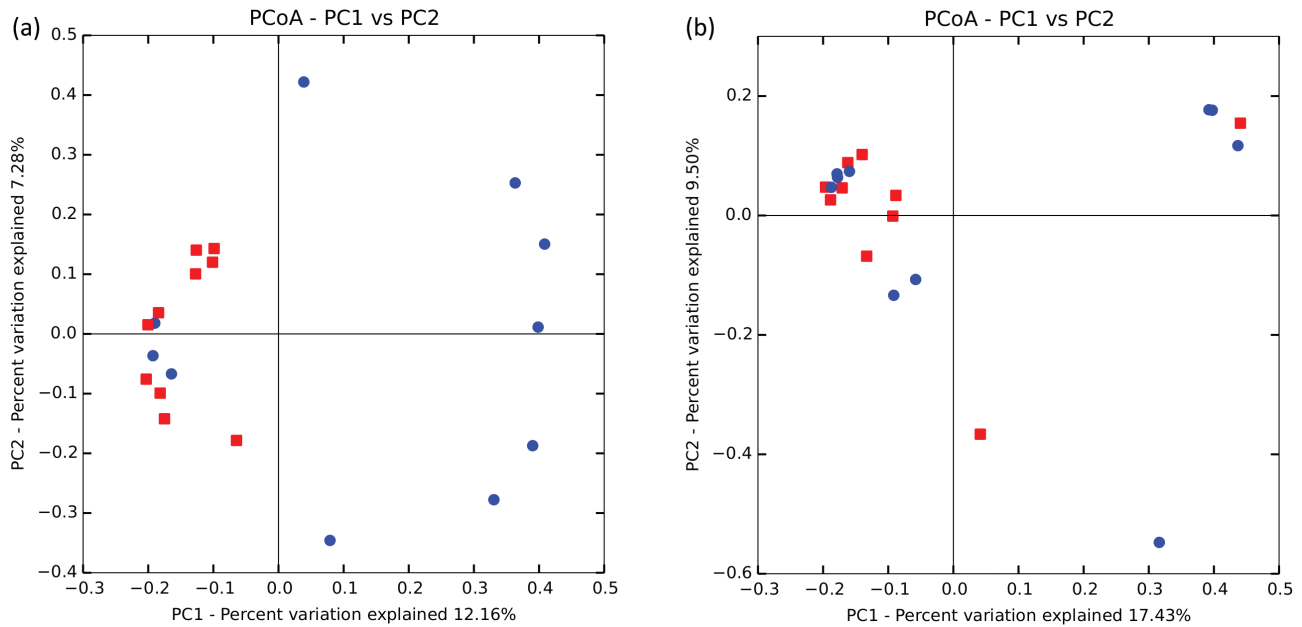 (a)
PCoA - PC1 vs PC2
0.5
0.4
0.3
0.2
0.1
0.0
−0.1
−0.2
−0.3
−0.4
PC2 - Percent variation explained 7.28%
−0.3 −0.2 −0.1 0.0 0.1 0.2 0.3 0.4 0.5
PC1 - Percent variation explained 12.16%
(b)
PCoA - PC1 vs PC2
0.2
0.0
−0.2
−0.4
−0.6
PC2 - Percent variation explained 9.50%
−0.3 −0.2 −0.1 0.0 0.1 0.2 0.3 0.4 0.5
PC1 - Percent variation explained 17.43%